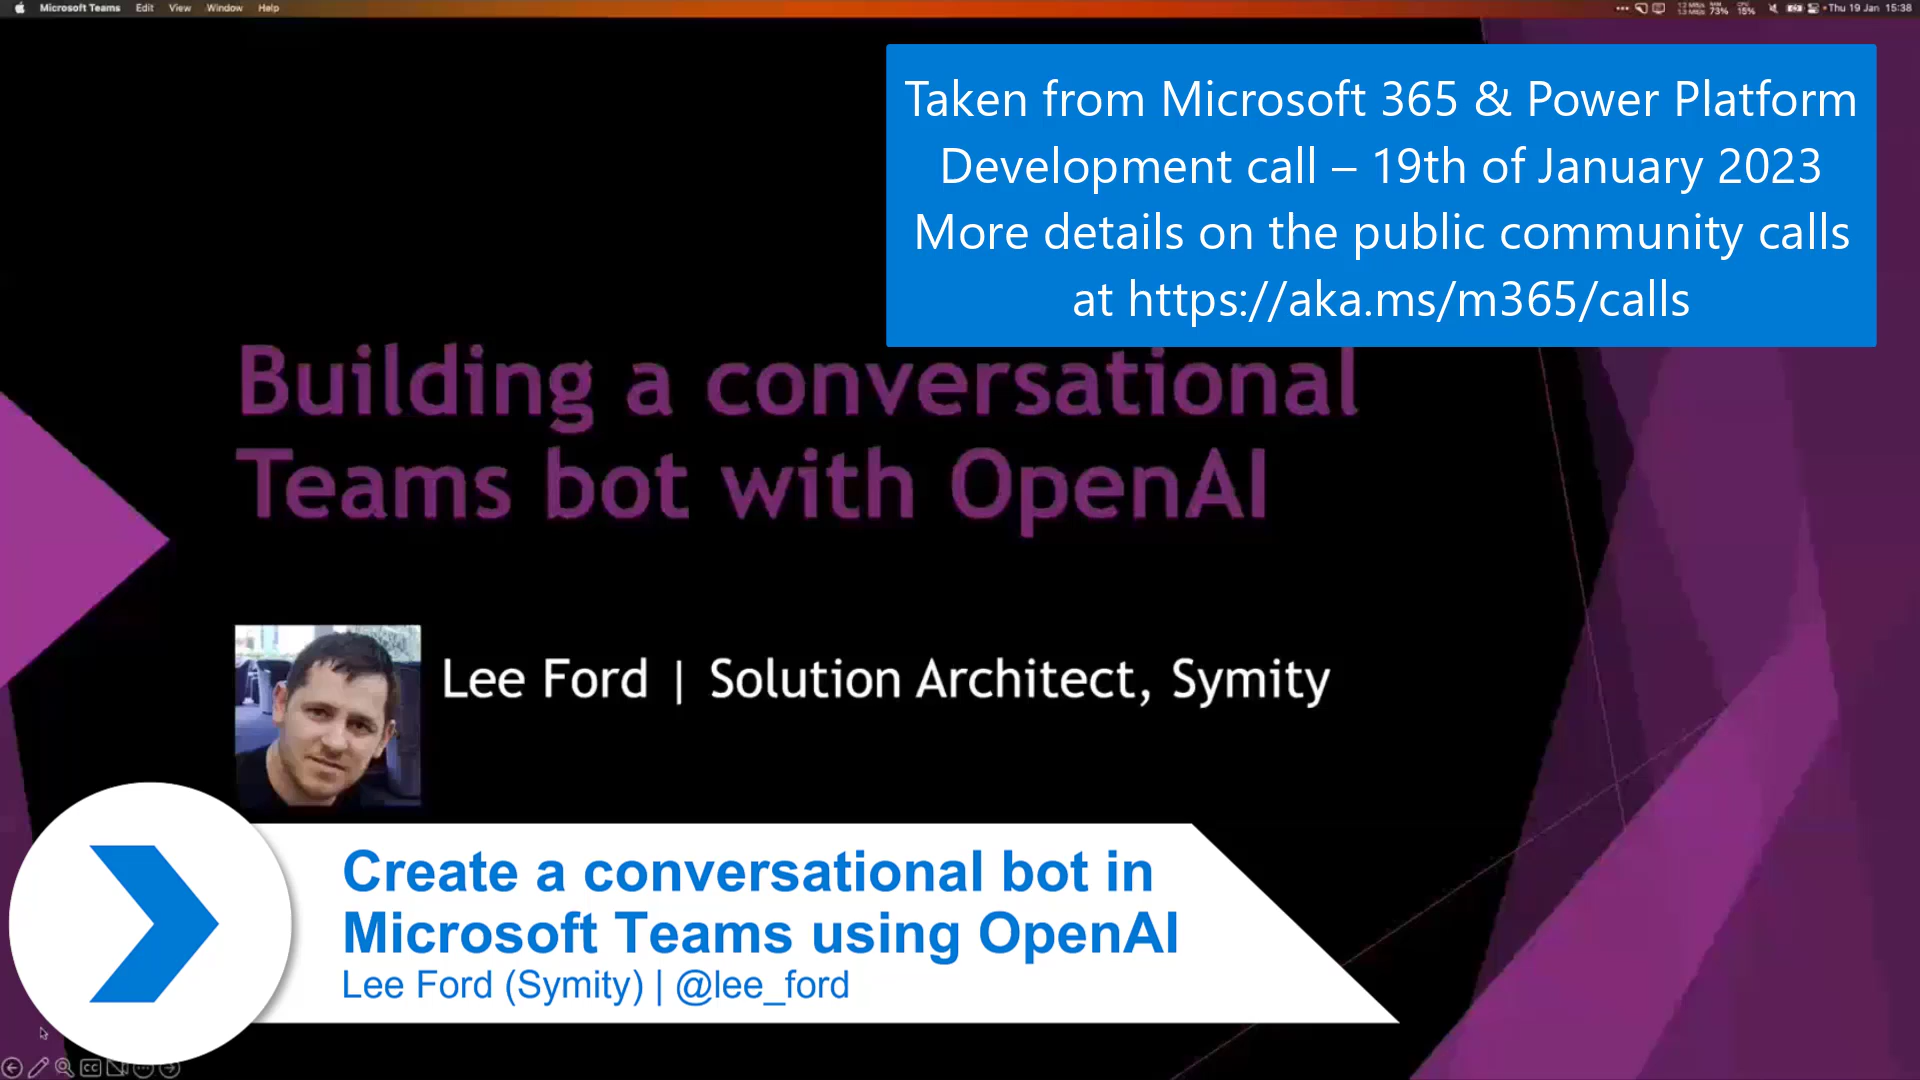 Microsoft Teams Edit View Window Help
73% 15% Thu 19 Jan 15:38
Taken from Microsoft 365 & Power Platform
Development call – 19th of January 2023
More details on the public community calls
at https://aka.ms/m365/calls
Building a conversational
Teams bot with OpenAI
Lee Ford | Solution Architect, Symity
Create a conversational bot in
Microsoft Teams using OpenAI
Lee Ford (Symity) | @lee_ford
CC